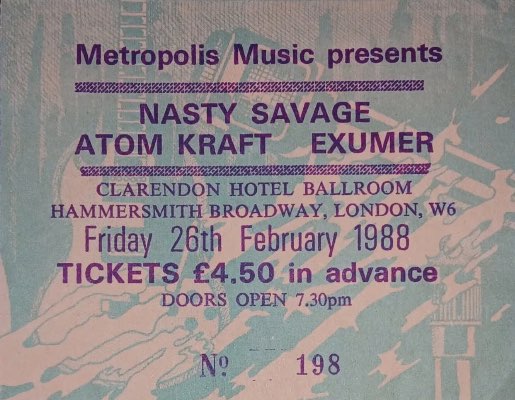 Metropolis Music presents
NASTY SAVAGE
ATOM KRAFT EXUMER
CLARENDON HOTEL BALLROOM
HAMMERSMITH BROADWAY, LONDON, W6
Friday 26th February 1988
TICKETS £4.50 in advance
DOORS OPEN 7.30pm
Nº 198